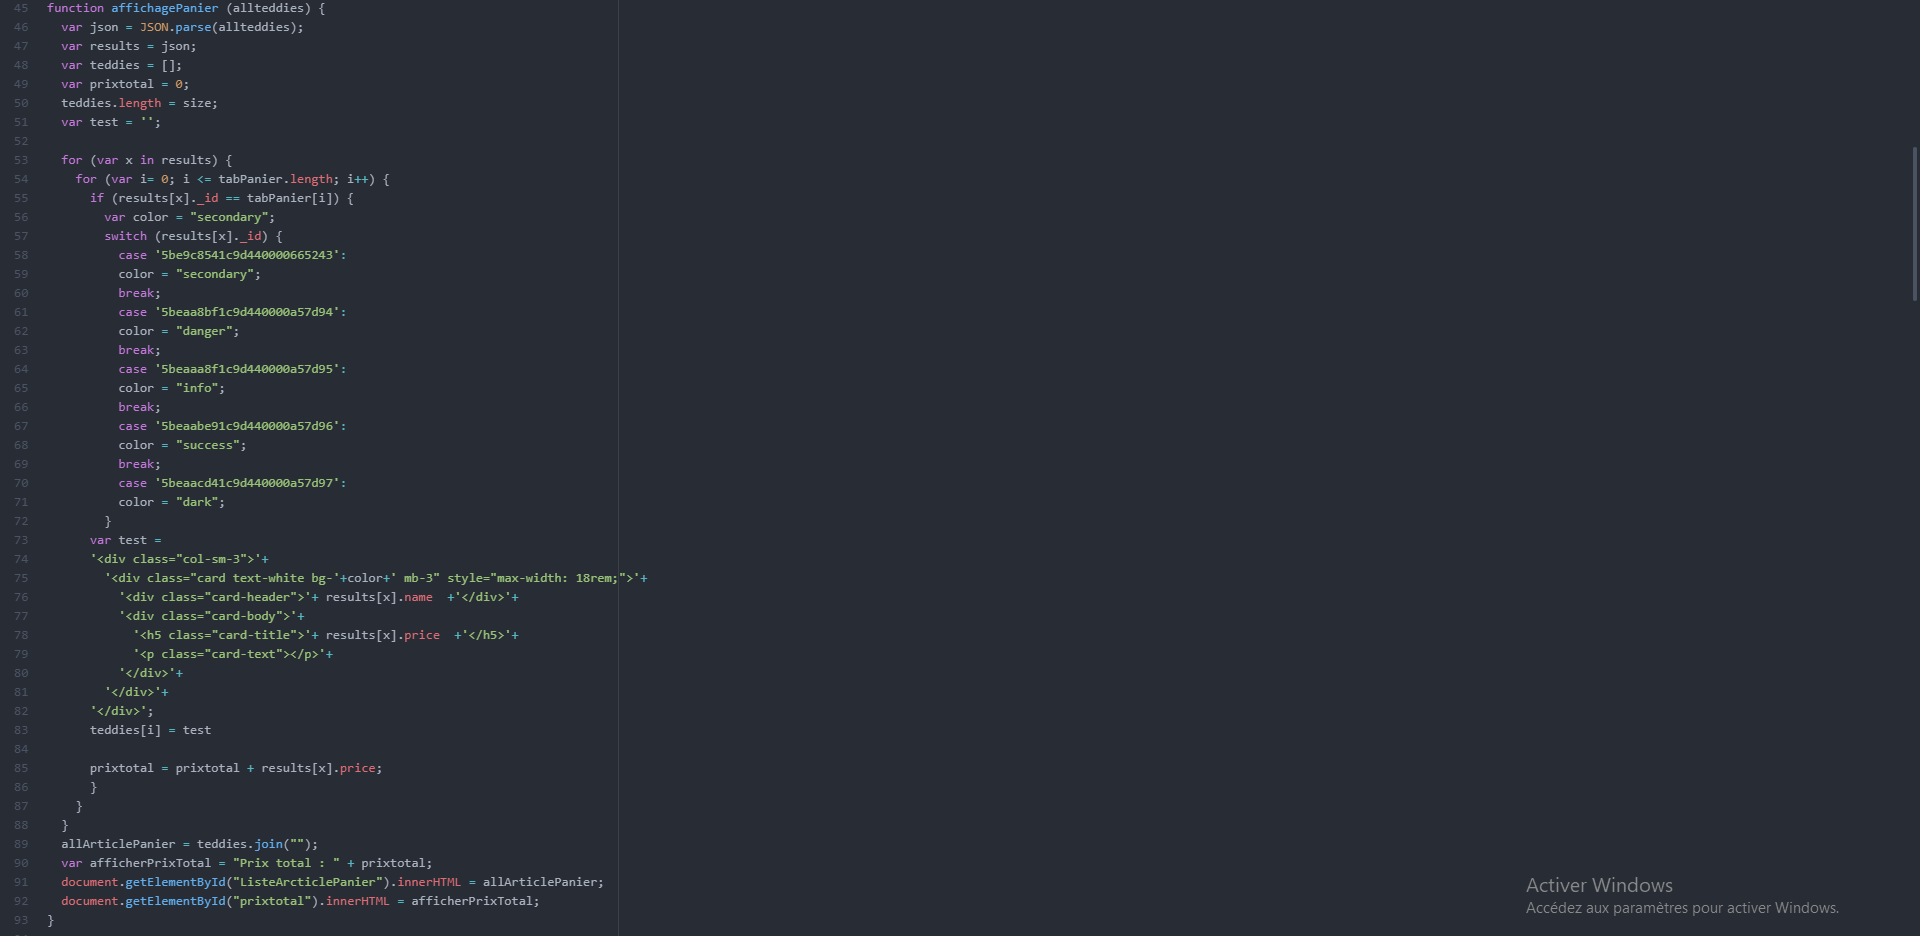 45 function affichagePanier (allteddies) {
46 var json = JSON.parse(allteddies);
47 var results = json;
48 var teddies = [];
49 var prixtotal = 0;
50 teddies.length = size;
51 var test = '';
52
53 for (var x in results) {
54 for (var i= 0; i <= tabPanier.length; i++) {
55 if (results[x]._id == tabPanier[i]) {
56 var color = "secondary";
57 switch (results[x]._id) {
58 case '5be9c8541c9d440000665243':
59 color = "secondary";
60 break;
61 case '5beaa8bf1c9d440000a57d94':
62 color = "danger";
63 break;
64 case '5beaaa8f1c9d440000a57d95':
65 color = "info";
66 break;
67 case '5beaabe91c9d440000a57d96':
68 color = "success";
69 break;
70 case '5beaacd41c9d440000a57d97':
71 color = "dark";
72 }
73 var test =
74 '<div class="col-sm-3">'+
75 '<div class="card text-white bg-'+color+' mb-3" style="max-width: 18rem;">'+
76 '<div class="card-header">'+ results[x].name  +'</div>'+
77 '<div class="card-body">'+
78 '<h5 class="card-title">'+ results[x].price  +'</h5>'+
79 '<p class="card-text"></p>'+
80 '</div>'+
81 '</div>'+
82 '</div>';
83 teddies[i] = test
84
85 prixtotal = prixtotal + results[x].price;
86 }
87 }
88 }
89 allArticlePanier = teddies.join("");
90 var afficherPrixTotal = "Prix total : " + prixtotal;
91 document.getElementById("ListeArcticlePanier").innerHTML = allArticlePanier;
92 document.getElementById("prixtotal").innerHTML = afficherPrixTotal;
93 }
Activer Windows
Accédez aux paramètres pour activer Windows.